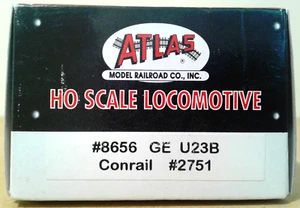 ATLAS
MODEL RAILROAD CO., INC.
HO SCALE LOCOMOTIVE
#8656 GE U23B
Conrail #2751